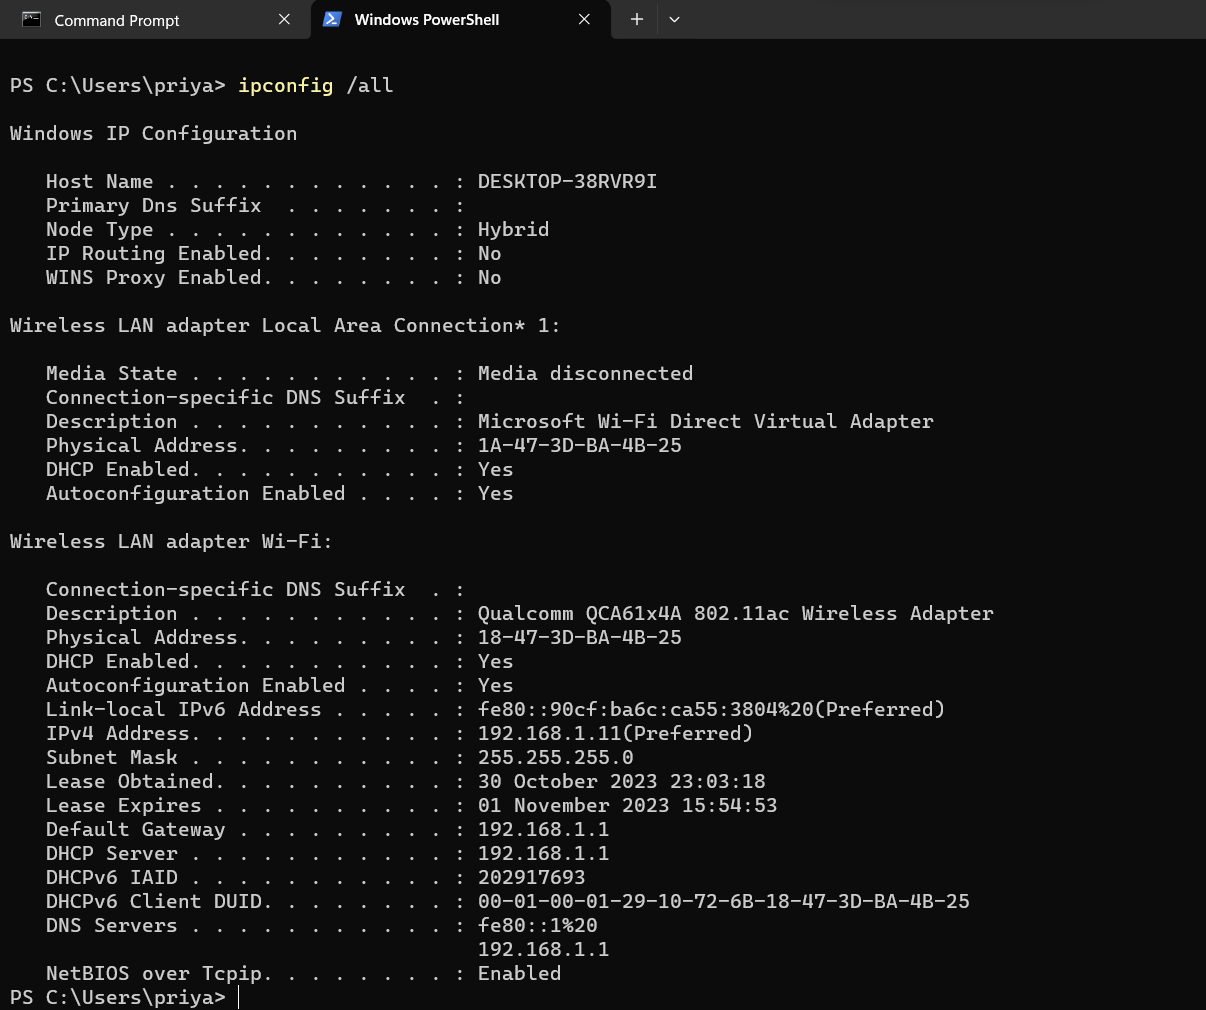 Command Prompt
Windows PowerShell
PS C:\Users\priya> ipconfig /all
Windows IP Configuration
Host Name . . . . . . . . . . . . : DESKTOP-38RVR9I
Primary Dns Suffix  . . . . . . . :
Node Type . . . . . . . . . . . . : Hybrid
IP Routing Enabled. . . . . . . . : No
WINS Proxy Enabled. . . . . . . . : No
Wireless LAN adapter Local Area Connection* 1:
Media State . . . . . . . . . . . : Media disconnected
Connection-specific DNS Suffix  . :
Description . . . . . . . . . . . : Microsoft Wi-Fi Direct Virtual Adapter
Physical Address. . . . . . . . . : 1A-47-3D-BA-4B-25
DHCP Enabled. . . . . . . . . . . : Yes
Autoconfiguration Enabled . . . . : Yes
Wireless LAN adapter Wi-Fi:
Connection-specific DNS Suffix  . :
Description . . . . . . . . . . . : Qualcomm QCA61x4A 802.11ac Wireless Adapter
Physical Address. . . . . . . . . : 18-47-3D-BA-4B-25
DHCP Enabled. . . . . . . . . . . : Yes
Autoconfiguration Enabled . . . . : Yes
Link-local IPv6 Address . . . . . : fe80::90cf:ba6c:ca55:3804%20(Preferred)
IPv4 Address. . . . . . . . . . . : 192.168.1.11(Preferred)
Subnet Mask . . . . . . . . . . . : 255.255.255.0
Lease Obtained. . . . . . . . . . : 30 October 2023 23:03:18
Lease Expires . . . . . . . . . . : 01 November 2023 15:54:53
Default Gateway . . . . . . . . . : 192.168.1.1
DHCP Server . . . . . . . . . . . : 192.168.1.1
DHCPv6 IAID . . . . . . . . . . . : 202917693
DHCPv6 Client DUID. . . . . . . . : 00-01-00-01-29-10-72-6B-18-47-3D-BA-4B-25
DNS Servers . . . . . . . . . . . : fe80::1%20
192.168.1.1
NetBIOS over Tcpip. . . . . . . . : Enabled
PS C:\Users\priya>